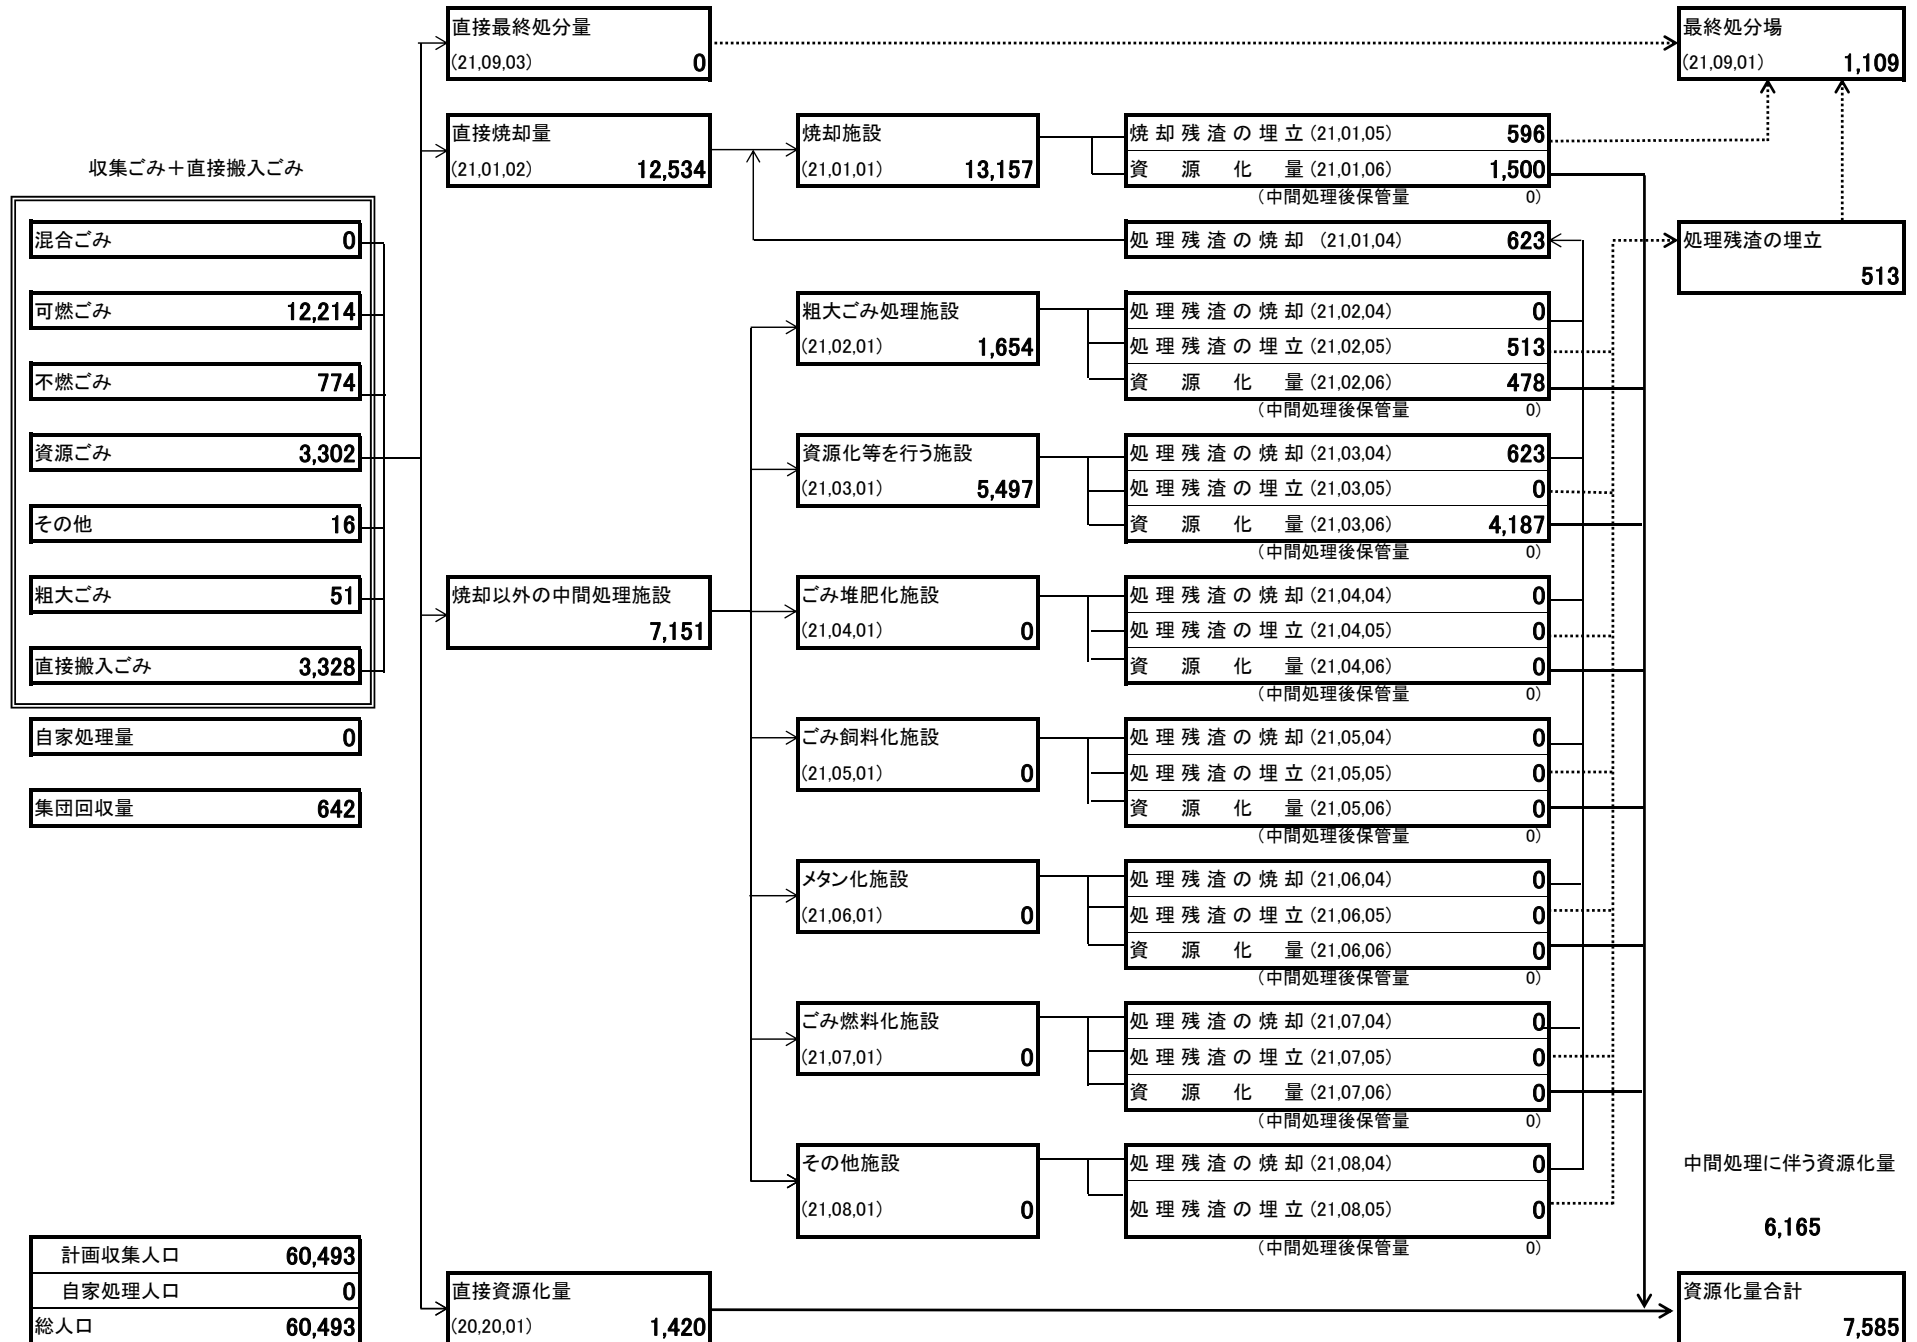 直接最終処分量
(21,09,03) 0
最終処分場
(21,09,01) 1,109
直接焼却量
(21,01,02) 12,534
焼却施設
(21,01,01) 13,157
焼却残渣の埋立(21,01,05) 596
資源化量(21,01,06) 1,500
(中間処理後保管量 0)
収集ごみ＋直接搬入ごみ
混合ごみ 0
処理残渣の焼却 (21,01,04) 623
処理残渣の埋立
513
可燃ごみ 12,214
粗大ごみ処理施設
(21,02,01) 1,654
処理残渣の焼却(21,02,04) 0
処理残渣の埋立(21,02,05) 513
資源化量(21,02,06) 478
(中間処理後保管量 0)
不燃ごみ 774
資源ごみ 3,302
資源化等を行う施設
(21,03,01) 5,497
処理残渣の焼却(21,03,04) 623
処理残渣の埋立(21,03,05) 0
資源化量(21,03,06) 4,187
(中間処理後保管量 0)
その他 16
粗大ごみ 51
焼却以外の中間処理施設
7,151
ごみ堆肥化施設
(21,04,01) 0
処理残渣の焼却(21,04,04) 0
処理残渣の埋立(21,04,05) 0
資源化量(21,04,06) 0
(中間処理後保管量 0)
直接搬入ごみ 3,328
自家処理量 0
ごみ飼料化施設
(21,05,01) 0
処理残渣の焼却(21,05,04) 0
処理残渣の埋立(21,05,05) 0
資源化量(21,05,06) 0
(中間処理後保管量 0)
集団回収量 642
メタン化施設
(21,06,01) 0
処理残渣の焼却(21,06,04) 0
処理残渣の埋立(21,06,05) 0
資源化量(21,06,06) 0
(中間処理後保管量 0)
ごみ燃料化施設
(21,07,01) 0
処理残渣の焼却(21,07,04) 0
処理残渣の埋立(21,07,05) 0
資源化量(21,07,06) 0
(中間処理後保管量 0)
その他施設
(21,08,01) 0
処理残渣の焼却(21,08,04) 0
処理残渣の埋立(21,08,05) 0
(中間処理後保管量 0)
中間処理に伴う資源化量
6,165
計画収集人口 60,493
自家処理人口 0
総人口 60,493
直接資源化量
(20,20,01) 1,420
資源化量合計
7,585